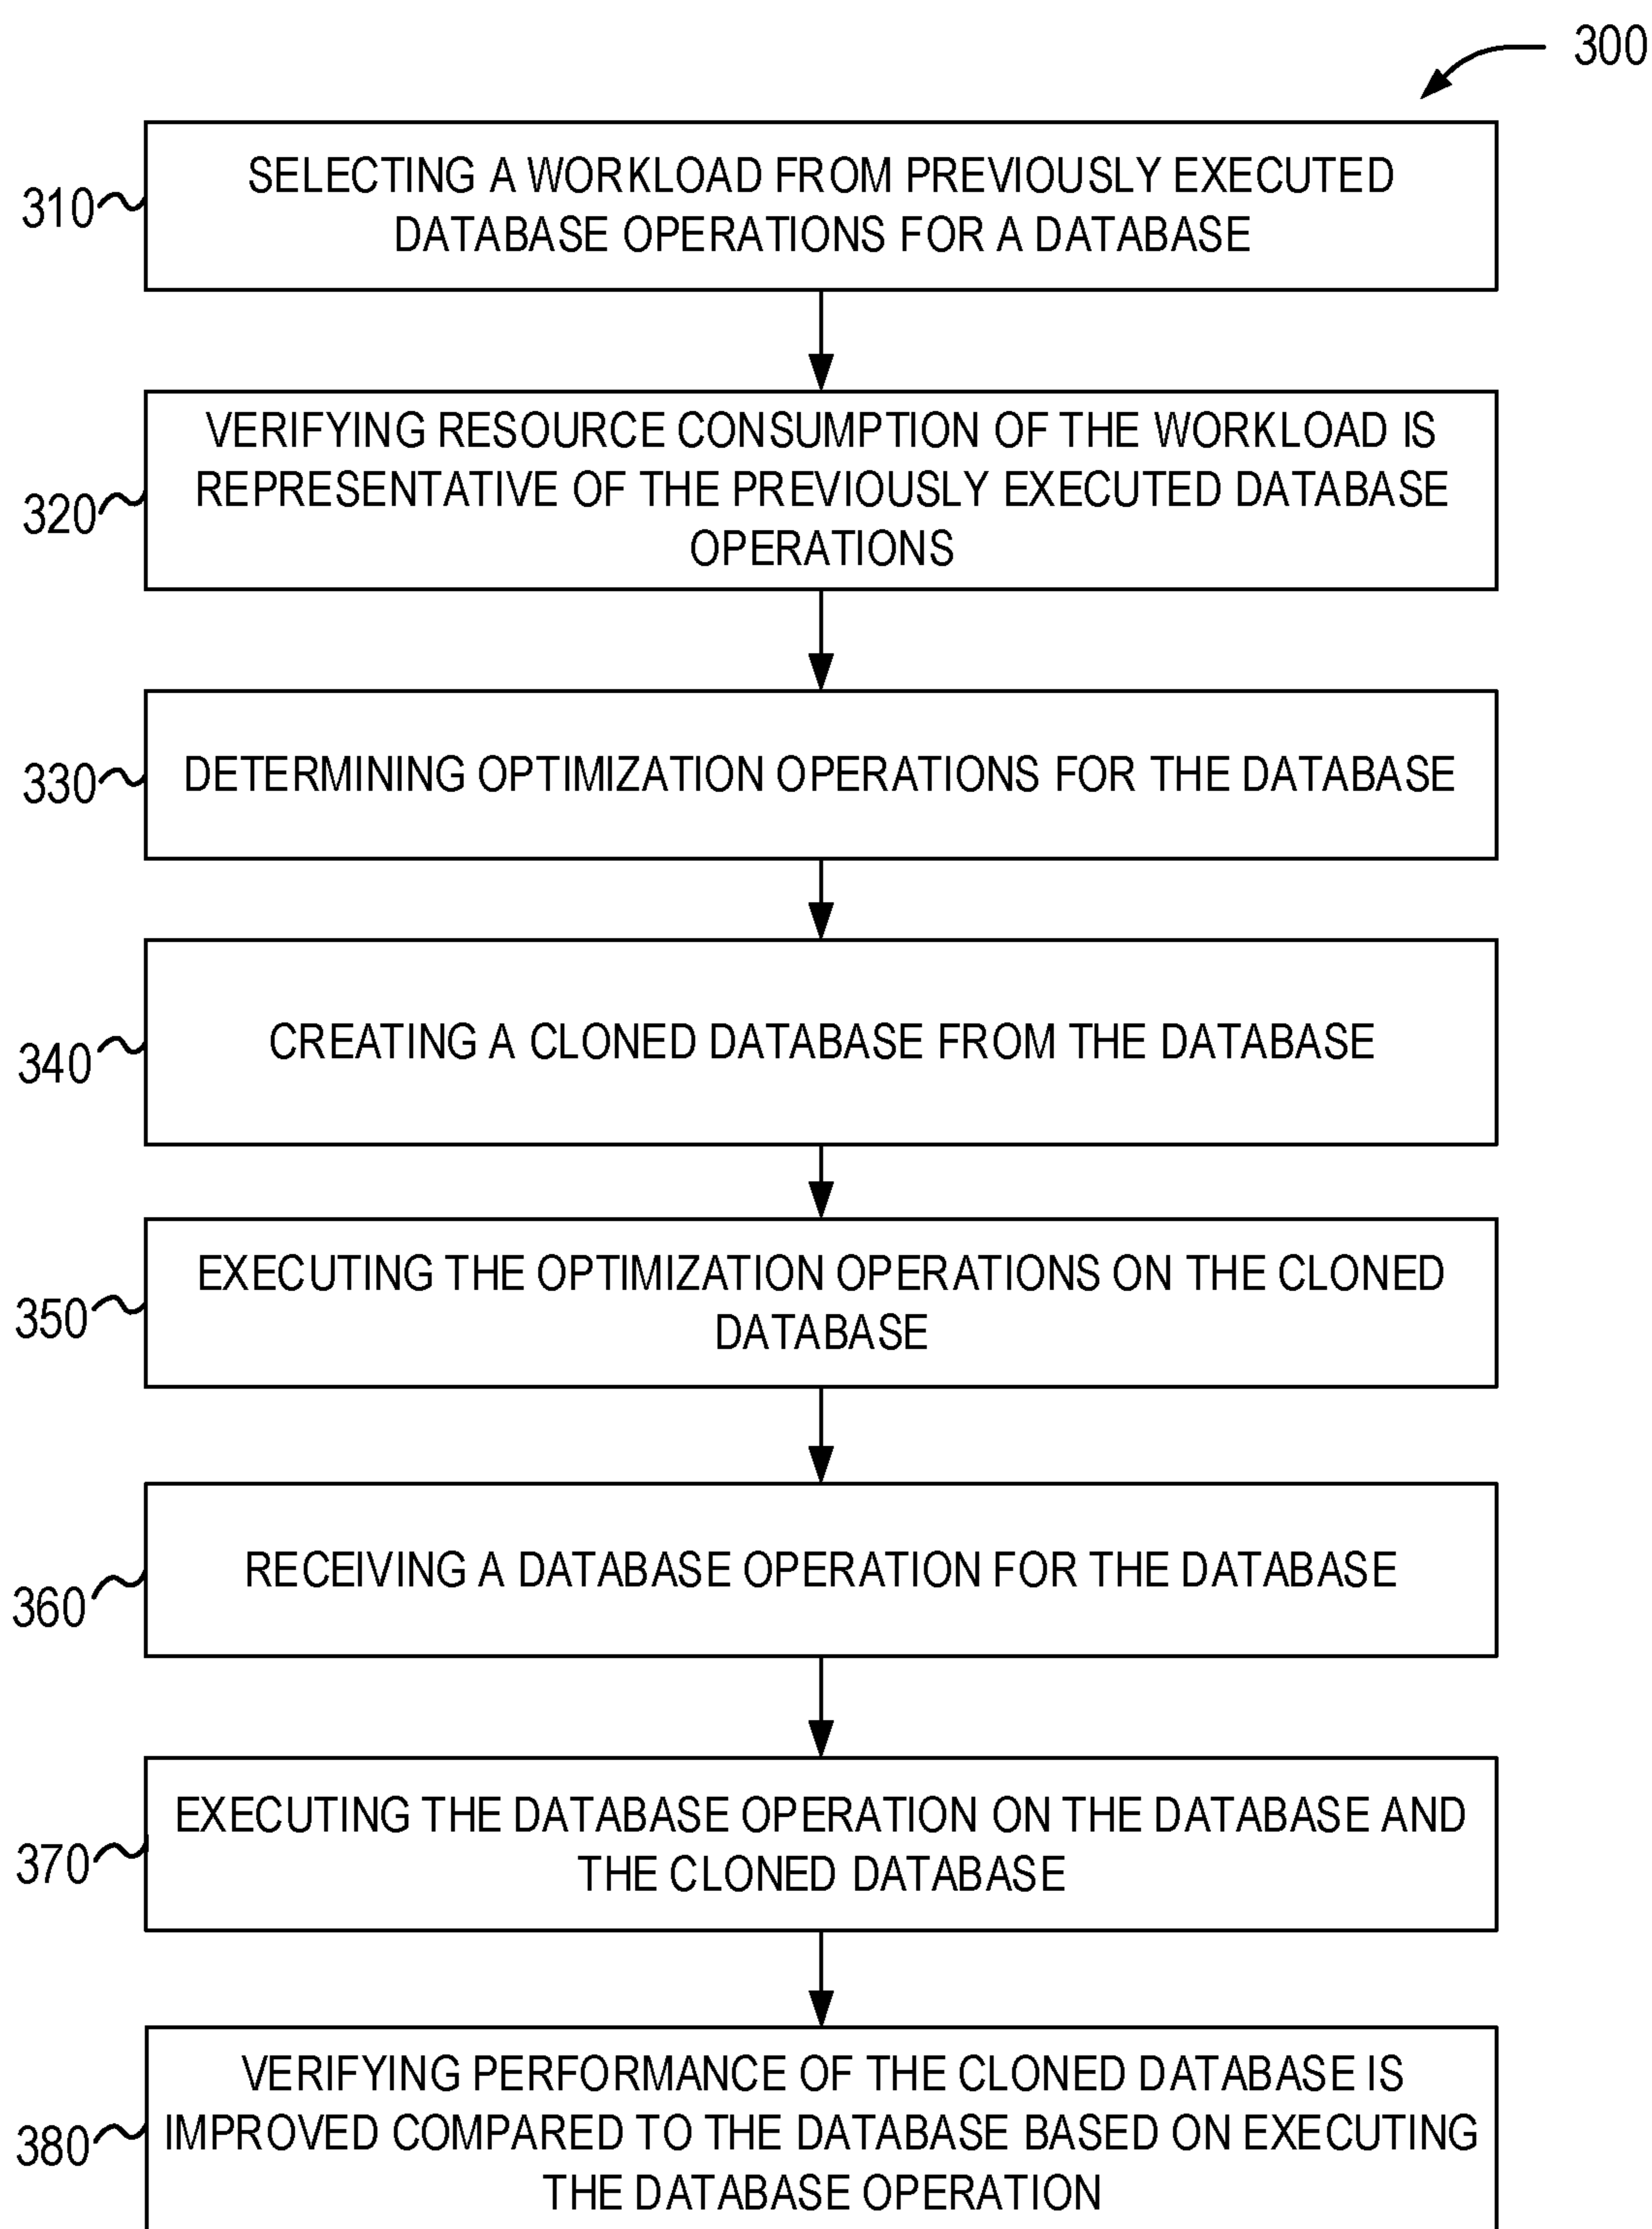 300
310
SELECTING A WORKLOAD FROM PREVIOUSLY EXECUTED
DATABASE OPERATIONS FOR A DATABASE
320
VERIFYING RESOURCE CONSUMPTION OF THE WORKLOAD IS
REPRESENTATIVE OF THE PREVIOUSLY EXECUTED DATABASE
OPERATIONS
330
DETERMINING OPTIMIZATION OPERATIONS FOR THE DATABASE
340
CREATING A CLONED DATABASE FROM THE DATABASE
350
EXECUTING THE OPTIMIZATION OPERATIONS ON THE CLONED
DATABASE
360
RECEIVING A DATABASE OPERATION FOR THE DATABASE
370
EXECUTING THE DATABASE OPERATION ON THE DATABASE AND
THE CLONED DATABASE
380
VERIFYING PERFORMANCE OF THE CLONED DATABASE IS
IMPROVED COMPARED TO THE DATABASE BASED ON EXECUTING
THE DATABASE OPERATION